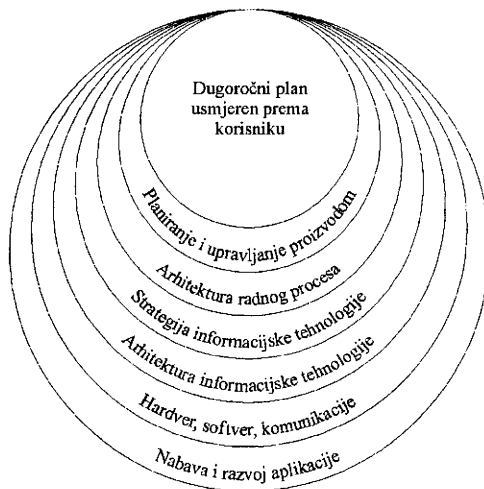 Dugoročni plan
usmjeren prema
korisniku
Planiranje i upravljanje proizvodom
Arhitektura radnog procesa
Strategija informacijske tehnologije
Arhitektura informacijske tehnologije
Hardver, softver, komunikacije
Nabava i razvoj aplikacije